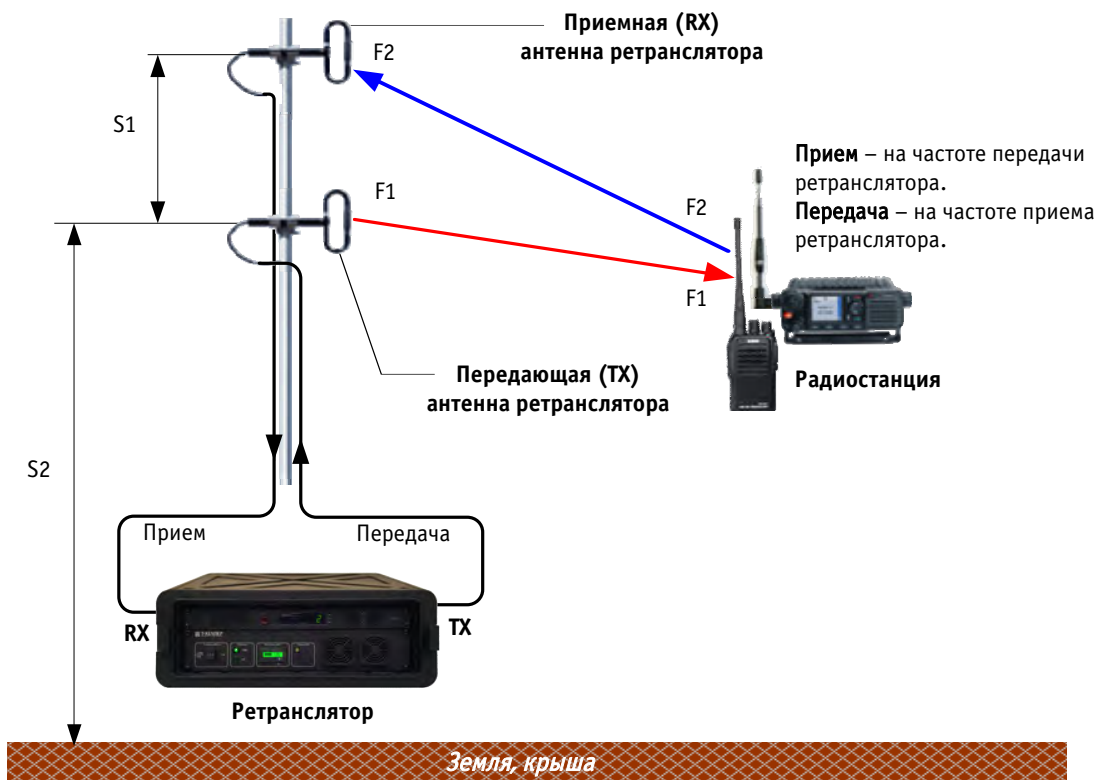 Приемная (RX)
антенна ретранслятора
F2
S1
Прием – на частоте передачи
ретранслятора.
Передача – на частоте приема
ретранслятора.
F1
F2
F1
Передающая (TX)
антенна ретранслятора
Радиостанция
S2
Прием
Передача
RX
TX
Ретранслятор
Земля, крыша